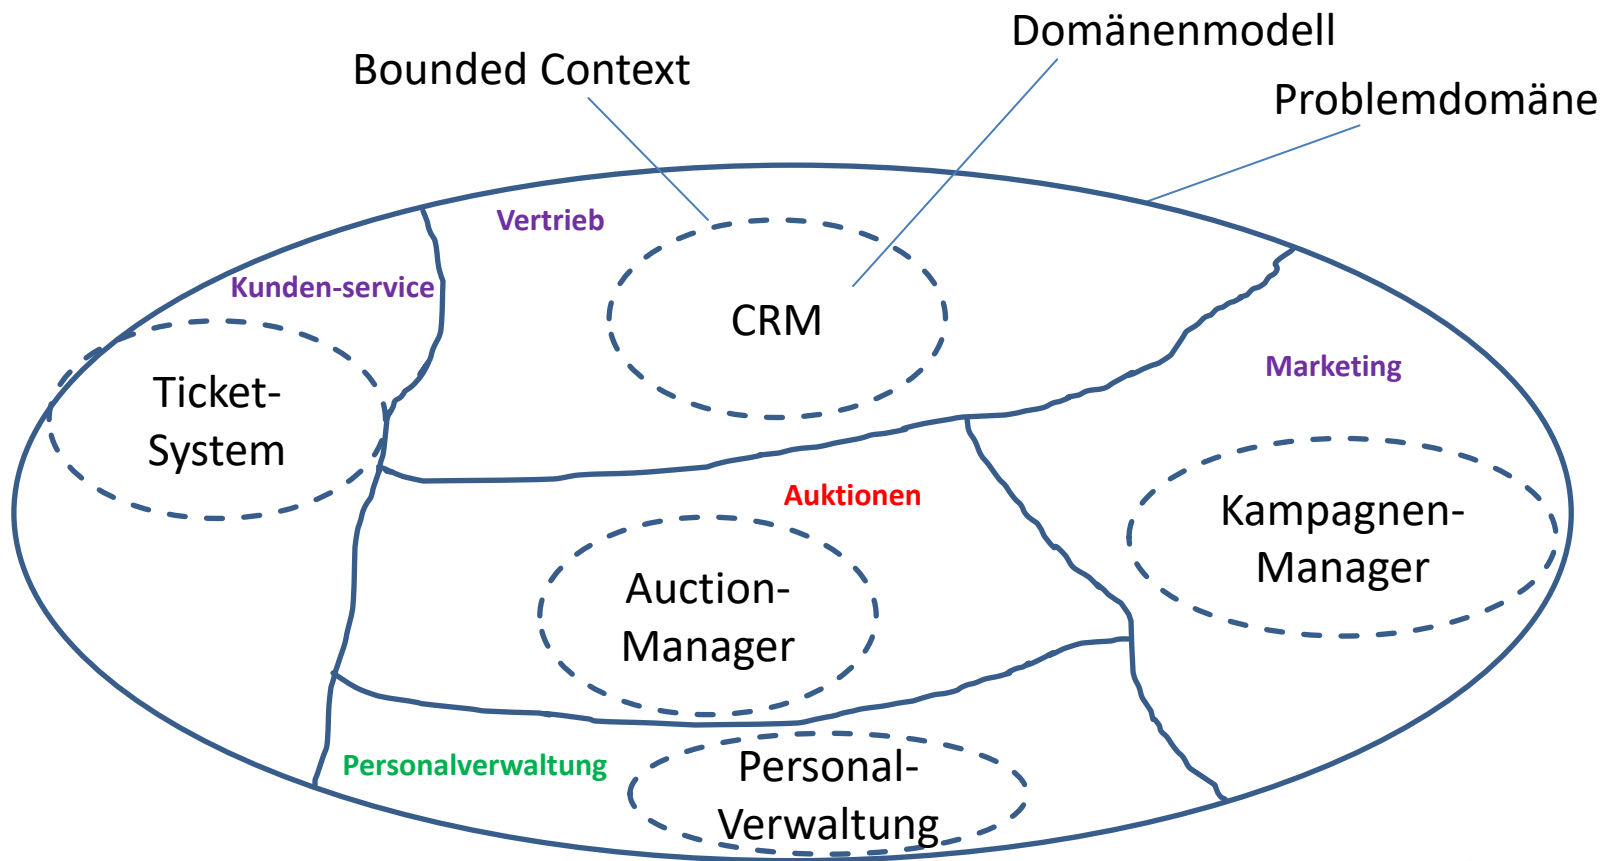 Domänenmodell
Bounded Context
Problemdomäne
Vertrieb
Kunden-service
CRM
Marketing
Ticket-
System
Auktionen
Kampagnen-
Manager
Auction-
Manager
Personalverwaltung
Personal-
Verwaltung